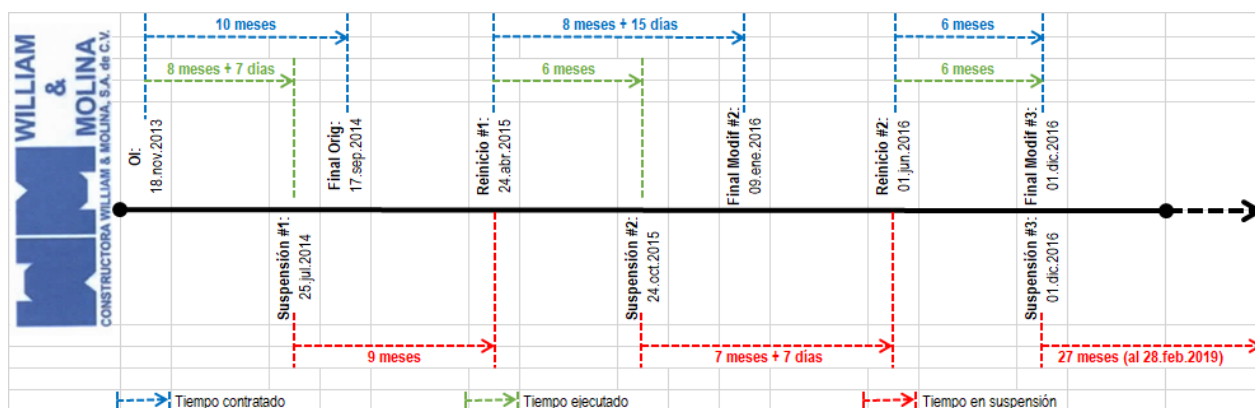 WILLIAM
&
MOLINA
CONSTRUCTORA WILLIAM & MOLINA, S.A. de C.V.
10 meses
8 meses + 15 días
6 meses
8 meses + 7 días
6 meses
6 meses
OI:
18.nov.2013
Final Orig:
17.sep.2014
Reinicio #1:
24.abr.2015
Final Modif #2:
09.ene.2016
Reinicio #2:
01.jun.2016
Final Modif #3:
01.dic.2016
Suspensión #1:
25.jul.2014
Suspensión #2:
24.oct.2015
Suspensión #3:
01.dic.2016
9 meses
7 meses + 7 días
27 meses (al 28.feb.2019)
Tiempo contratado
Tiempo ejecutado
Tiempo en suspensión